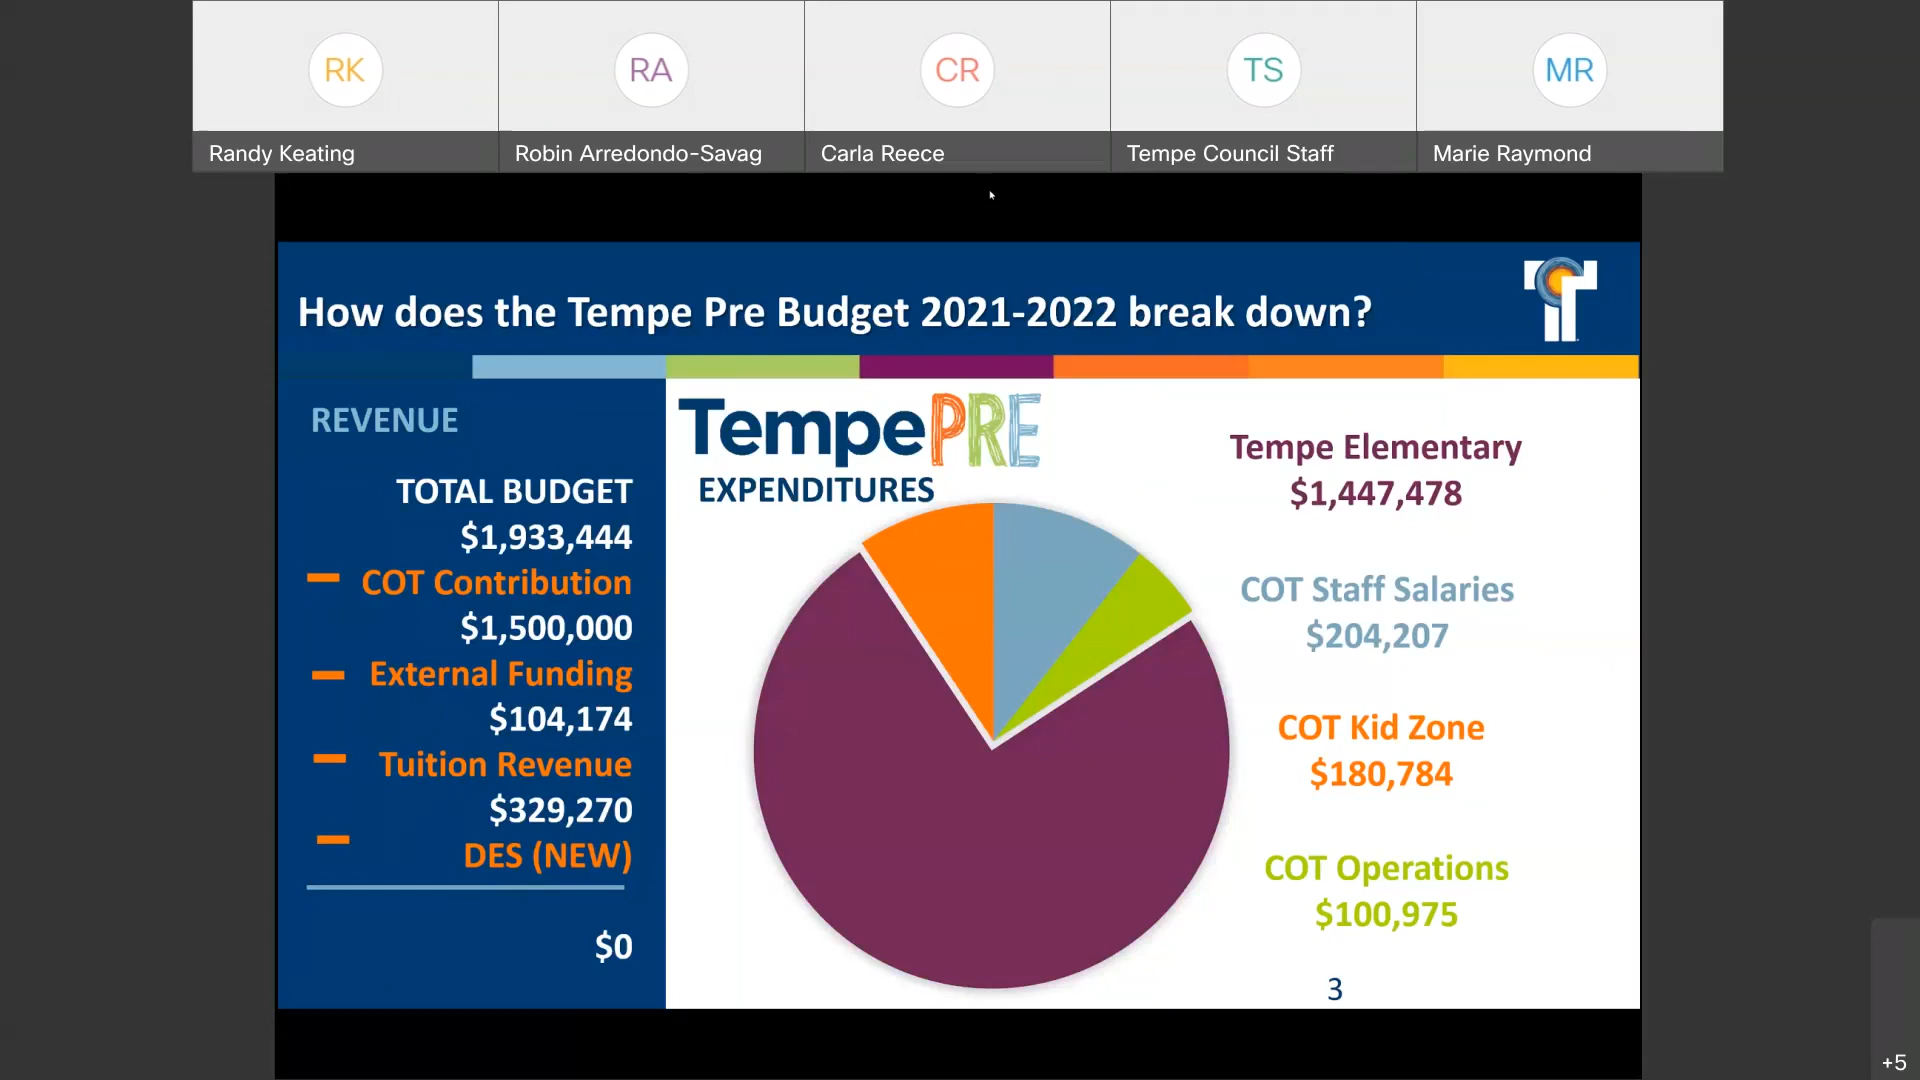 RK
RA
CR
TS
MR
Randy Keating
Robin Arredondo-Savag
Carla Reece
Tempe Council Staff
Marie Raymond
How does the Tempe Pre Budget 2021-2022 break down?
REVENUE
TOTAL BUDGET
$1,933,444
COT Contribution
$1,500,000
External Funding
$104,174
Tuition Revenue
$329,270
DES (NEW)
$0
TempePRE
EXPENDITURES
Tempe Elementary
$1,447,478
COT Staff Salaries
$204,207
COT Kid Zone
$180,784
COT Operations
$100,975
3
+5